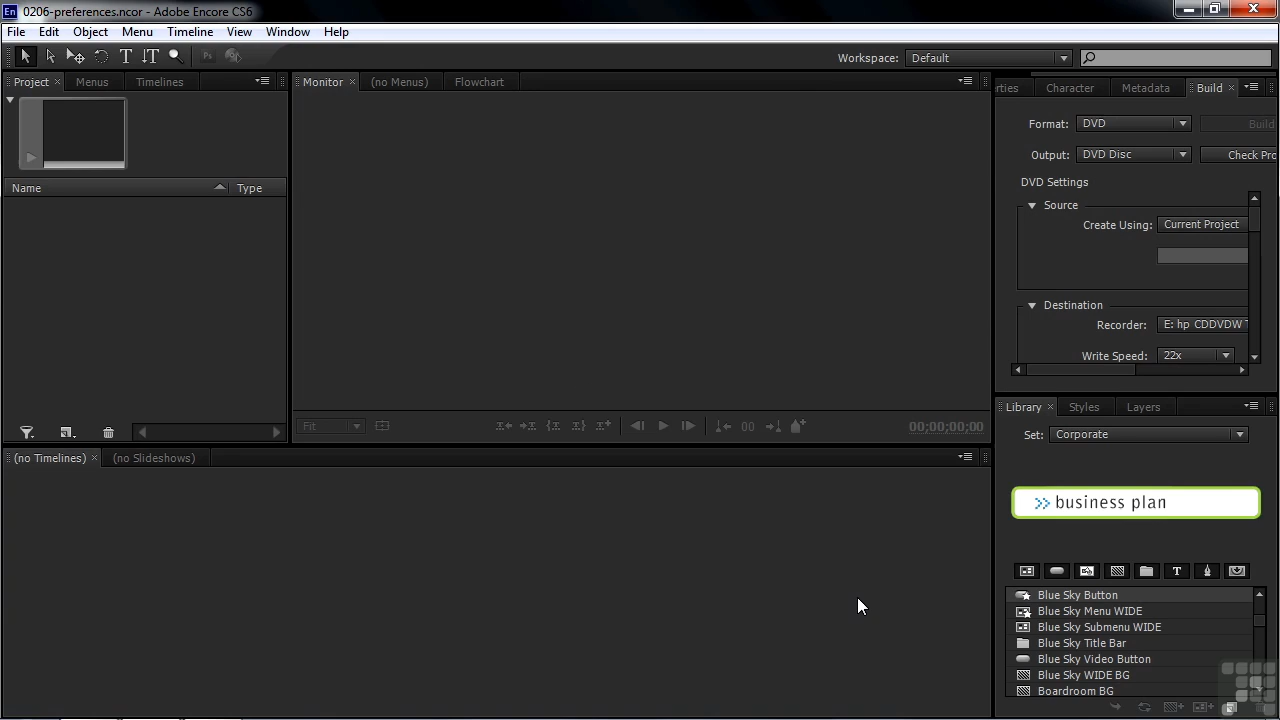 En 0206-preferences.ncor - Adobe Encore CS6
File Edit Object Menu Timeline View Window Help
Workspace: Default
Project Menus Timelines
Monitor (no Menus) Flowchart
erties Character Metadata Build
Format: DVD Build
Output: DVD Disc Check Pro
DVD Settings
Source
Create Using: Current Project
Destination
Recorder: E: hp CDDVDW T
Write Speed: 22x
Name Type
Fit 00 00;00;00;00
(no Timelines) (no Slideshows)
Library Styles Layers
Set: Corporate
>> business plan
T
Blue Sky Button
Blue Sky Menu WIDE
Blue Sky Submenu WIDE
Blue Sky Title Bar
Blue Sky Video Button
Blue Sky WIDE BG
Boardroom BG